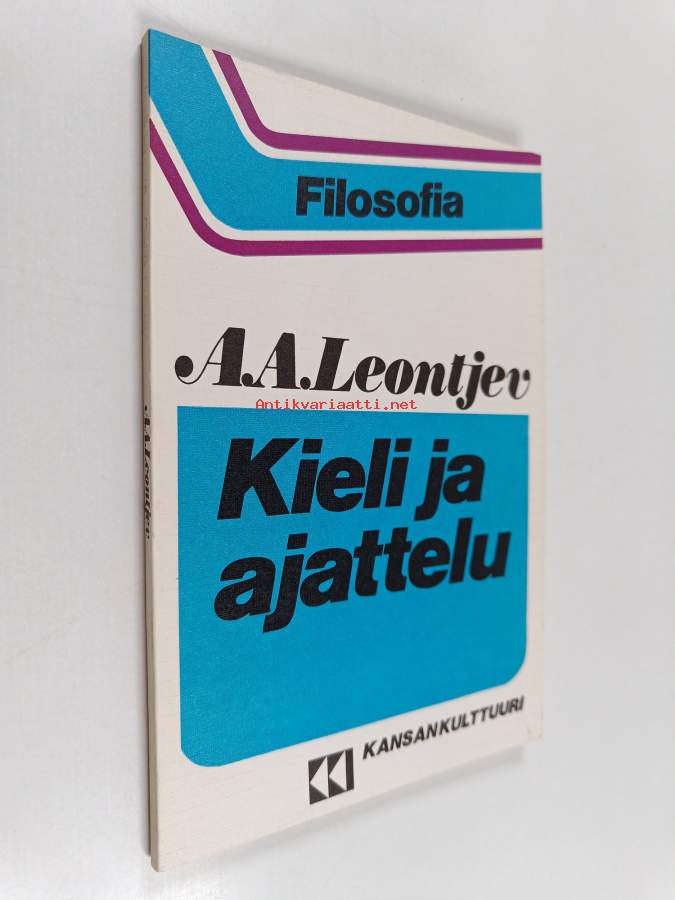 Filosofia
A.A.Leontjev
Antikvariaatti.net
Kieli ja
ajattelu
KANSANKULTTUURI
A.A.Leontjev